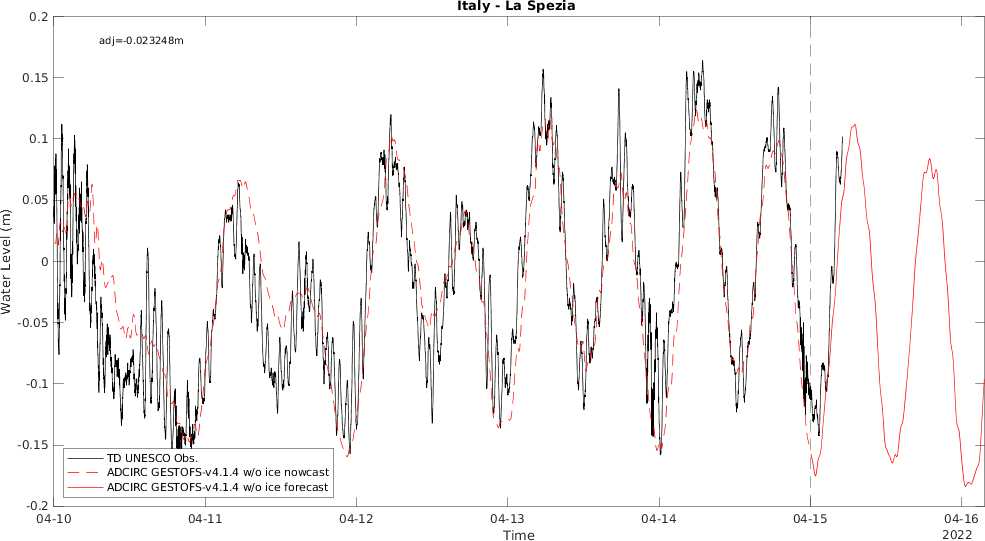 Italy - La Spezia
adj=-0.023248m
Water Level (m)
0.2
0.15
0.1
0.05
0
-0.05
-0.1
-0.15
-0.2
TD UNESCO Obs.
ADCIRC GESTOFS-v4.1.4 w/o ice nowcast
ADCIRC GESTOFS-v4.1.4 w/o ice forecast
04-10 04-11 04-12 04-13 04-14 04-15 04-16
Time
2022